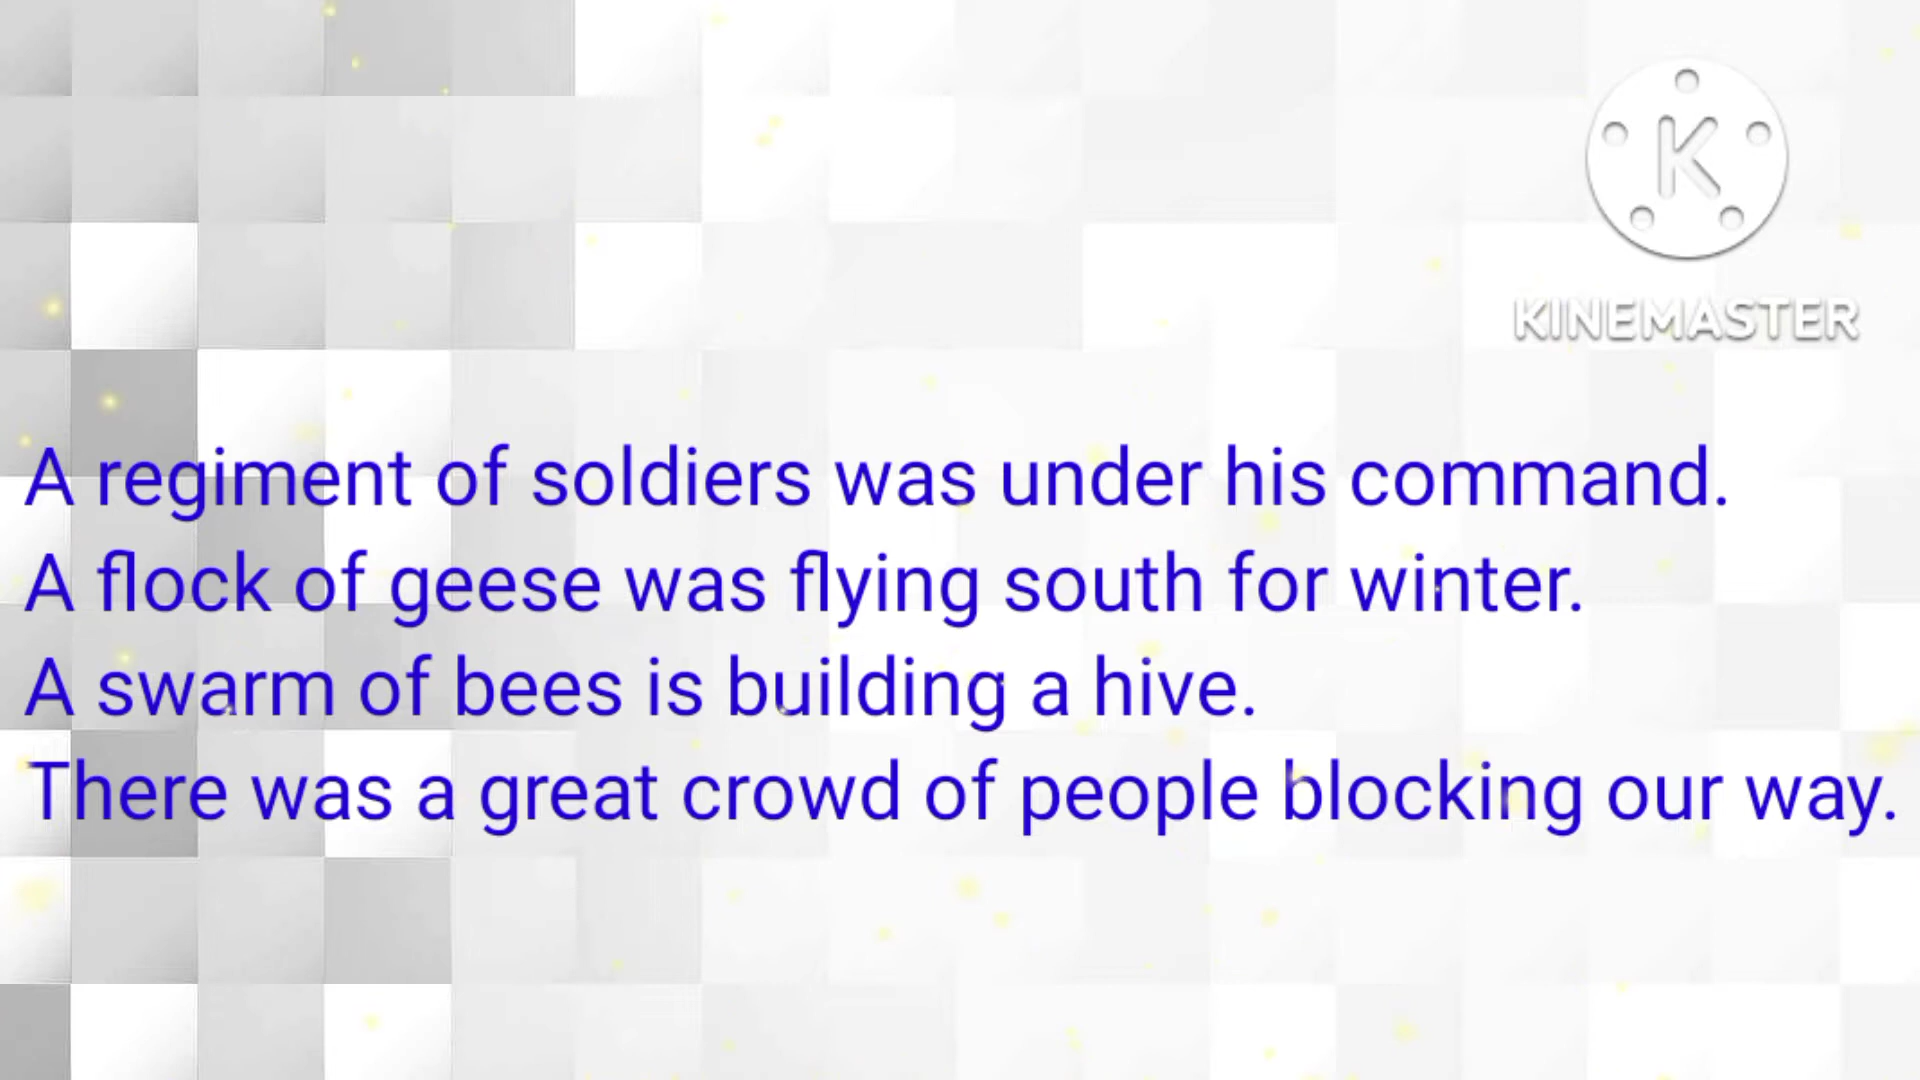 K
KINEMASTER
A regiment of soldiers was under his command.
A flock of geese was flying south for winter.
A swarm of bees is building a hive.
There was a great crowd of people blocking our way.